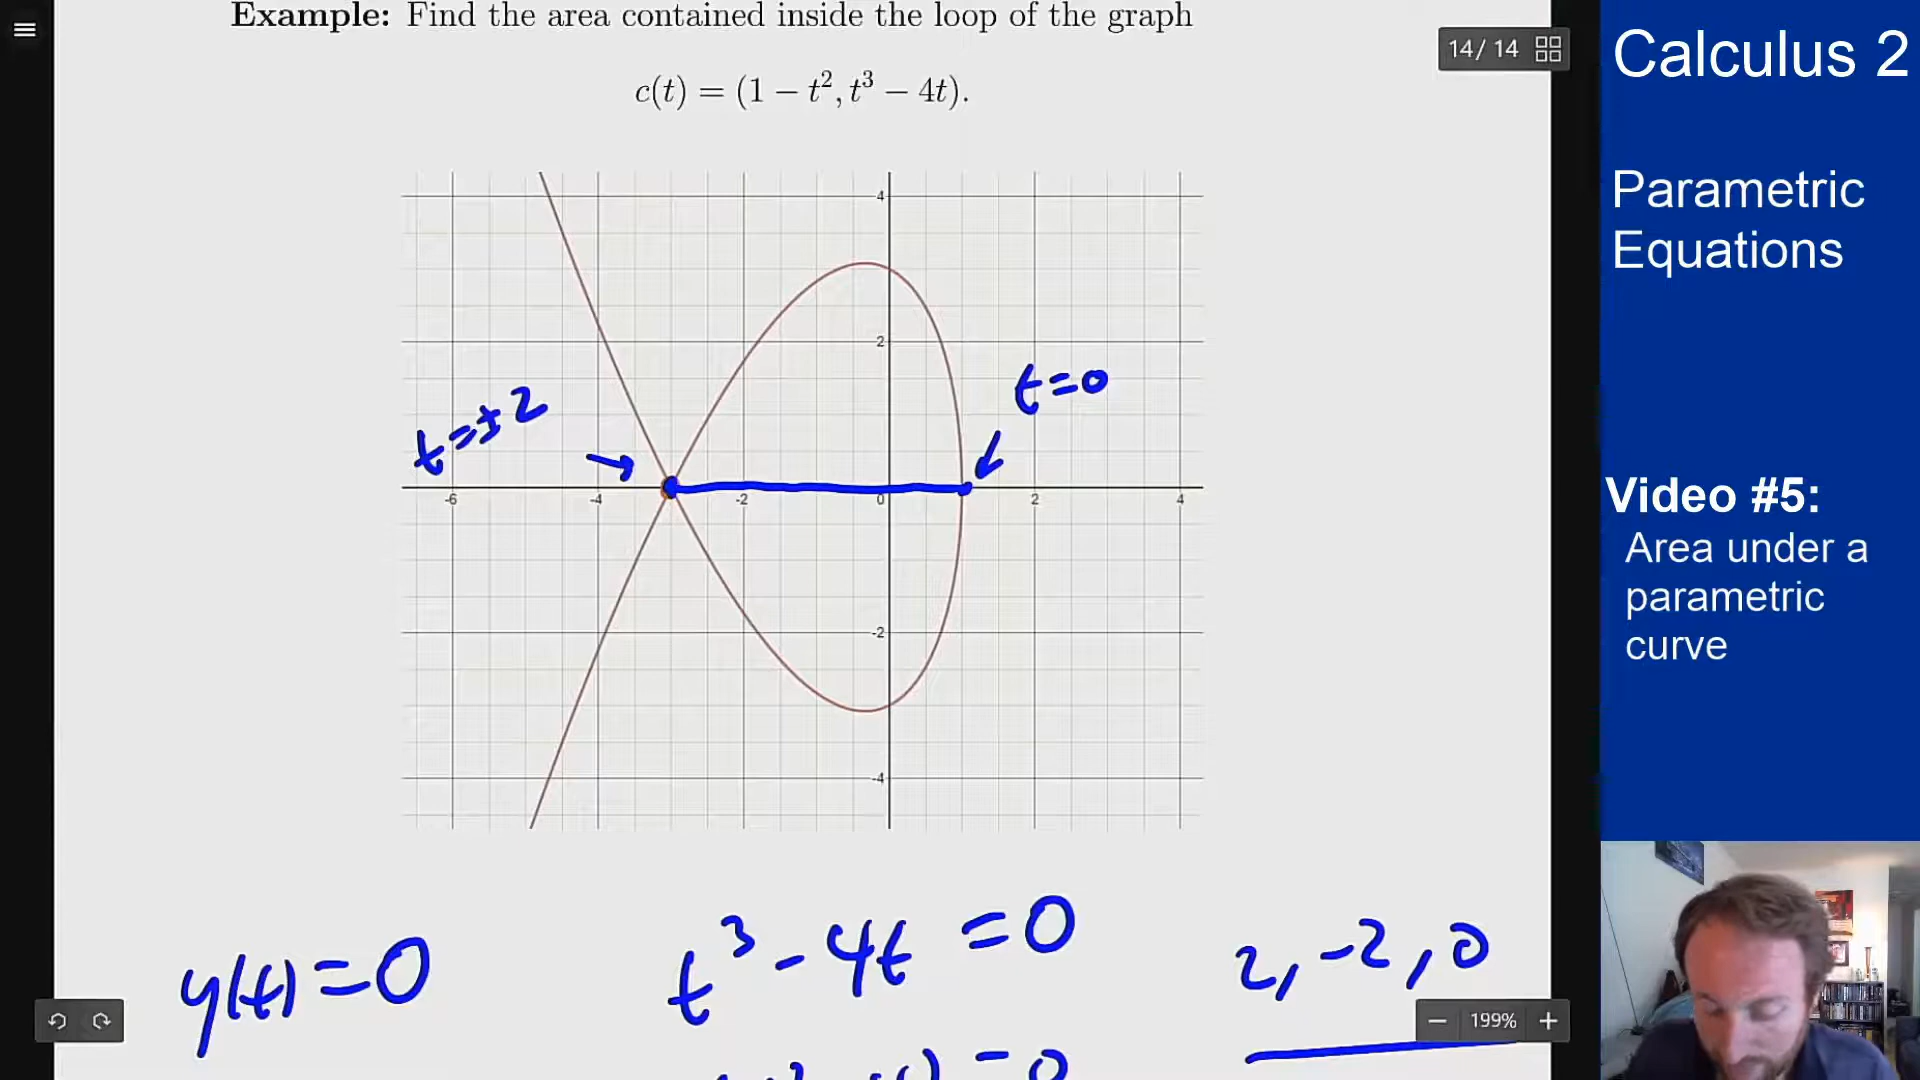 Example: Find the area contained inside the loop of the graph
c(t) = (1 − t², t³ − 4t).
14 / 14
Calculus 2
Parametric
Equations
Video #5:
Area under a
parametric
curve
4
2
t=0
t=±2
-6
-4
-2
0
2
4
-2
-4
y(t)=0
t³-4t=0
2,-2,0
199%